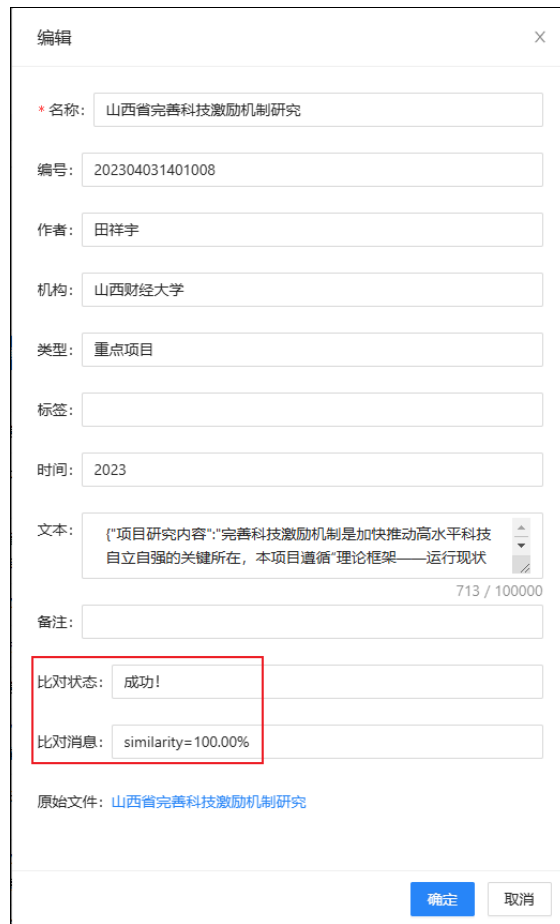 编辑
* 名称： 山西省完善科技激励机制研究
编号： 202304031401008
作者： 田祥宇
机构： 山西财经大学
类型： 重点项目
标签：
时间： 2023
文本： {"项目研究内容":"完善科技激励机制是加快推动高水平科技
自立自强的关键所在，本项目遵循“理论框架——运行现状
713 / 100000
备注：
比对状态： 成功！
比对消息： similarity=100.00%
原始文件： 山西省完善科技激励机制研究
确定 取消